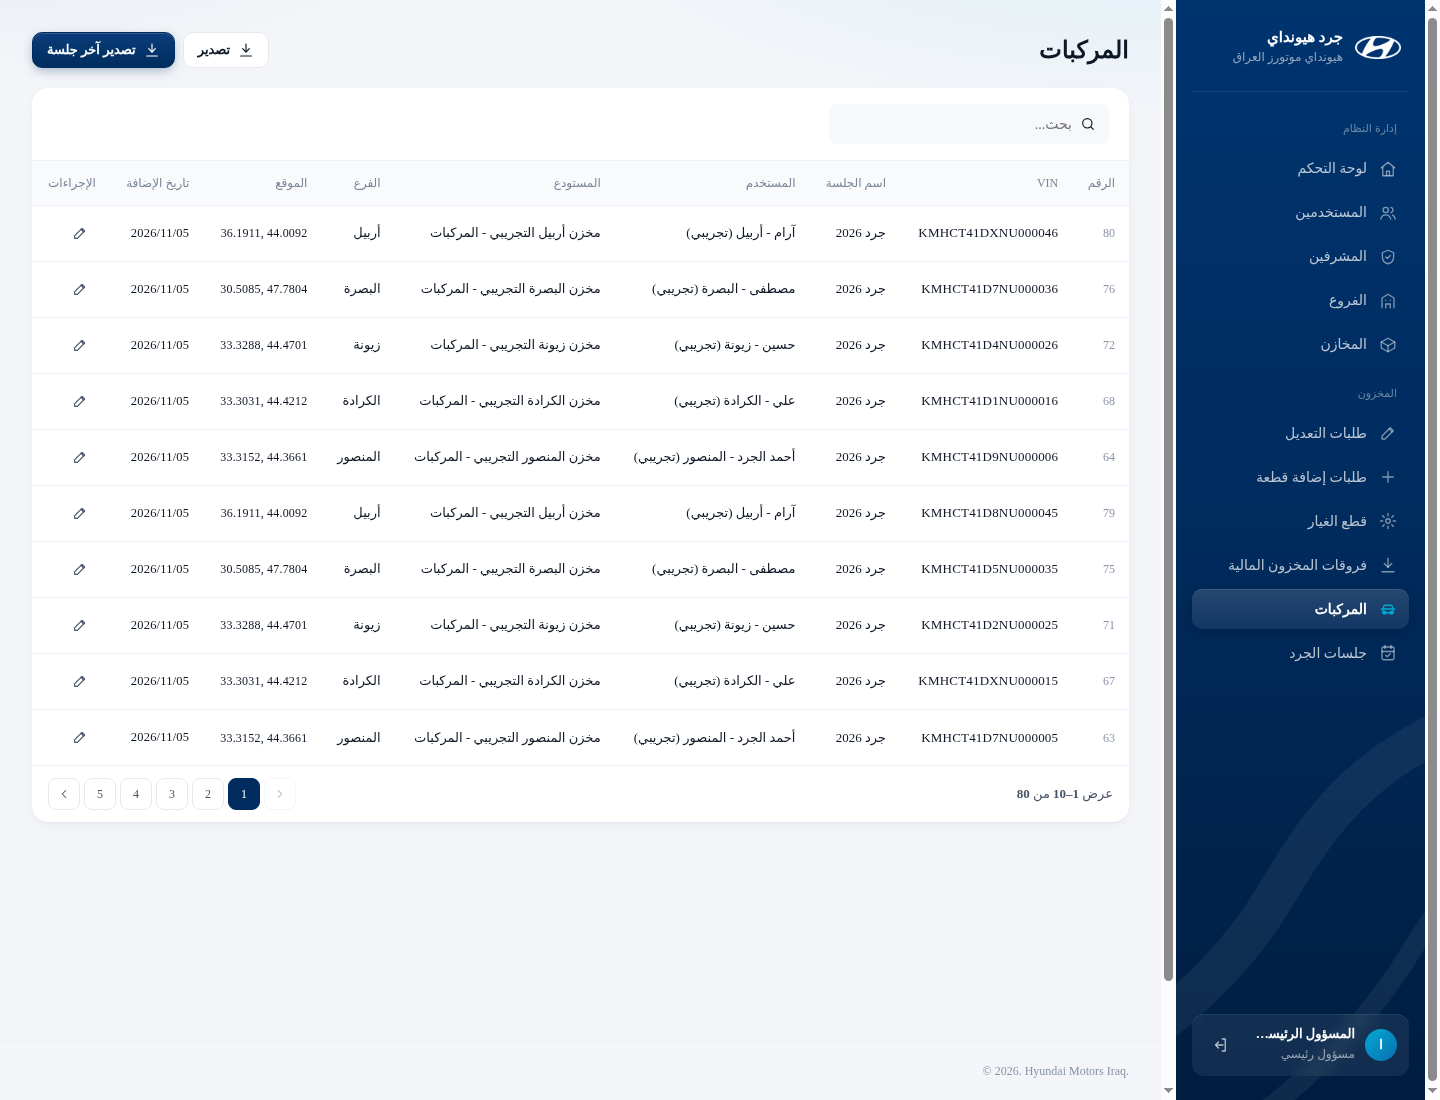 جرد هيونداي
هيونداي موتورز العراق
إدارة النظام
لوحة التحكم
المستخدمين
المشرفين
الفروع
المخازن
المخزون
طلبات التعديل
طلبات إضافة قطعة
قطع الغيار
فروقات المخزون المالية
المركبات
جلسات الجرد
ا
المسؤول الرئيسـ...
مسؤول رئيسي
المركبات
تصدير
تصدير آخر جلسة
بحث...
الرقم VIN اسم الجلسة المستخدم المستودع الفرع الموقع تاريخ الإضافة الإجراءات
80 KMHCT41DXNU000046 جرد 2026 آرام - أربيل (تجريبي) مخزن أربيل التجريبي - المركبات أربيل 36.1911, 44.0092 2026/11/05
76 KMHCT41D7NU000036 جرد 2026 مصطفى - البصرة (تجريبي) مخزن البصرة التجريبي - المركبات البصرة 30.5085, 47.7804 2026/11/05
72 KMHCT41D4NU000026 جرد 2026 حسين - زيونة (تجريبي) مخزن زيونة التجريبي - المركبات زيونة 33.3288, 44.4701 2026/11/05
68 KMHCT41D1NU000016 جرد 2026 علي - الكرادة (تجريبي) مخزن الكرادة التجريبي - المركبات الكرادة 33.3031, 44.4212 2026/11/05
64 KMHCT41D9NU000006 جرد 2026 أحمد الجرد - المنصور (تجريبي) مخزن المنصور التجريبي - المركبات المنصور 33.3152, 44.3661 2026/11/05
79 KMHCT41D8NU000045 جرد 2026 آرام - أربيل (تجريبي) مخزن أربيل التجريبي - المركبات أربيل 36.1911, 44.0092 2026/11/05
75 KMHCT41D5NU000035 جرد 2026 مصطفى - البصرة (تجريبي) مخزن البصرة التجريبي - المركبات البصرة 30.5085, 47.7804 2026/11/05
71 KMHCT41D2NU000025 جرد 2026 حسين - زيونة (تجريبي) مخزن زيونة التجريبي - المركبات زيونة 33.3288, 44.4701 2026/11/05
67 KMHCT41DXNU000015 جرد 2026 علي - الكرادة (تجريبي) مخزن الكرادة التجريبي - المركبات الكرادة 33.3031, 44.4212 2026/11/05
63 KMHCT41D7NU000005 جرد 2026 أحمد الجرد - المنصور (تجريبي) مخزن المنصور التجريبي - المركبات المنصور 33.3152, 44.3661 2026/11/05
عرض 1–10 من 80
1 2 3 4 5
© 2026. Hyundai Motors Iraq.